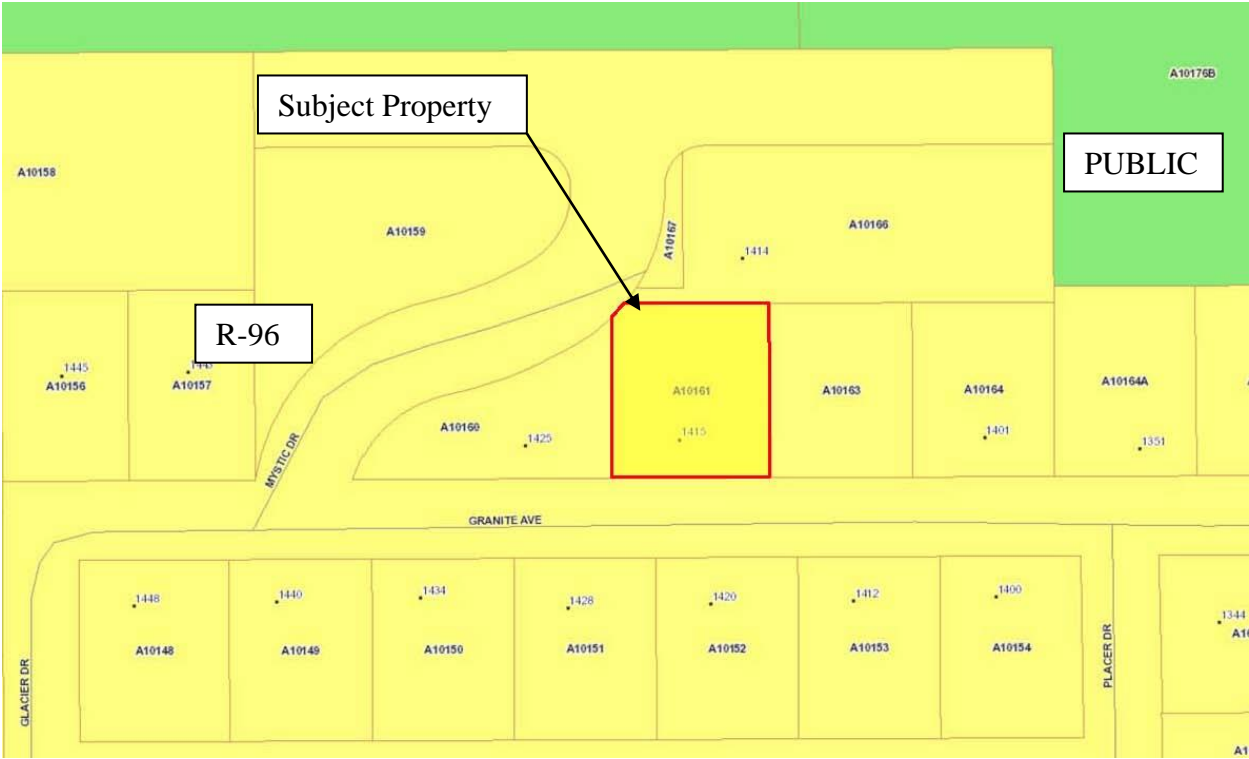 A10176B
Subject Property
PUBLIC
A10158
A10159
A10167
A10166
1414
R-96
1445
A10156
A10157
A10161
A10163
A10164
A10164A
1415
1401
1351
A10160
1425
MYSTIC DR
GRANITE AVE
1448
1440
1434
1428
1420
1412
1400
1344
A10148
A10149
A10150
A10151
A10152
A10153
A10154
GLACIER DR
PLACER DR